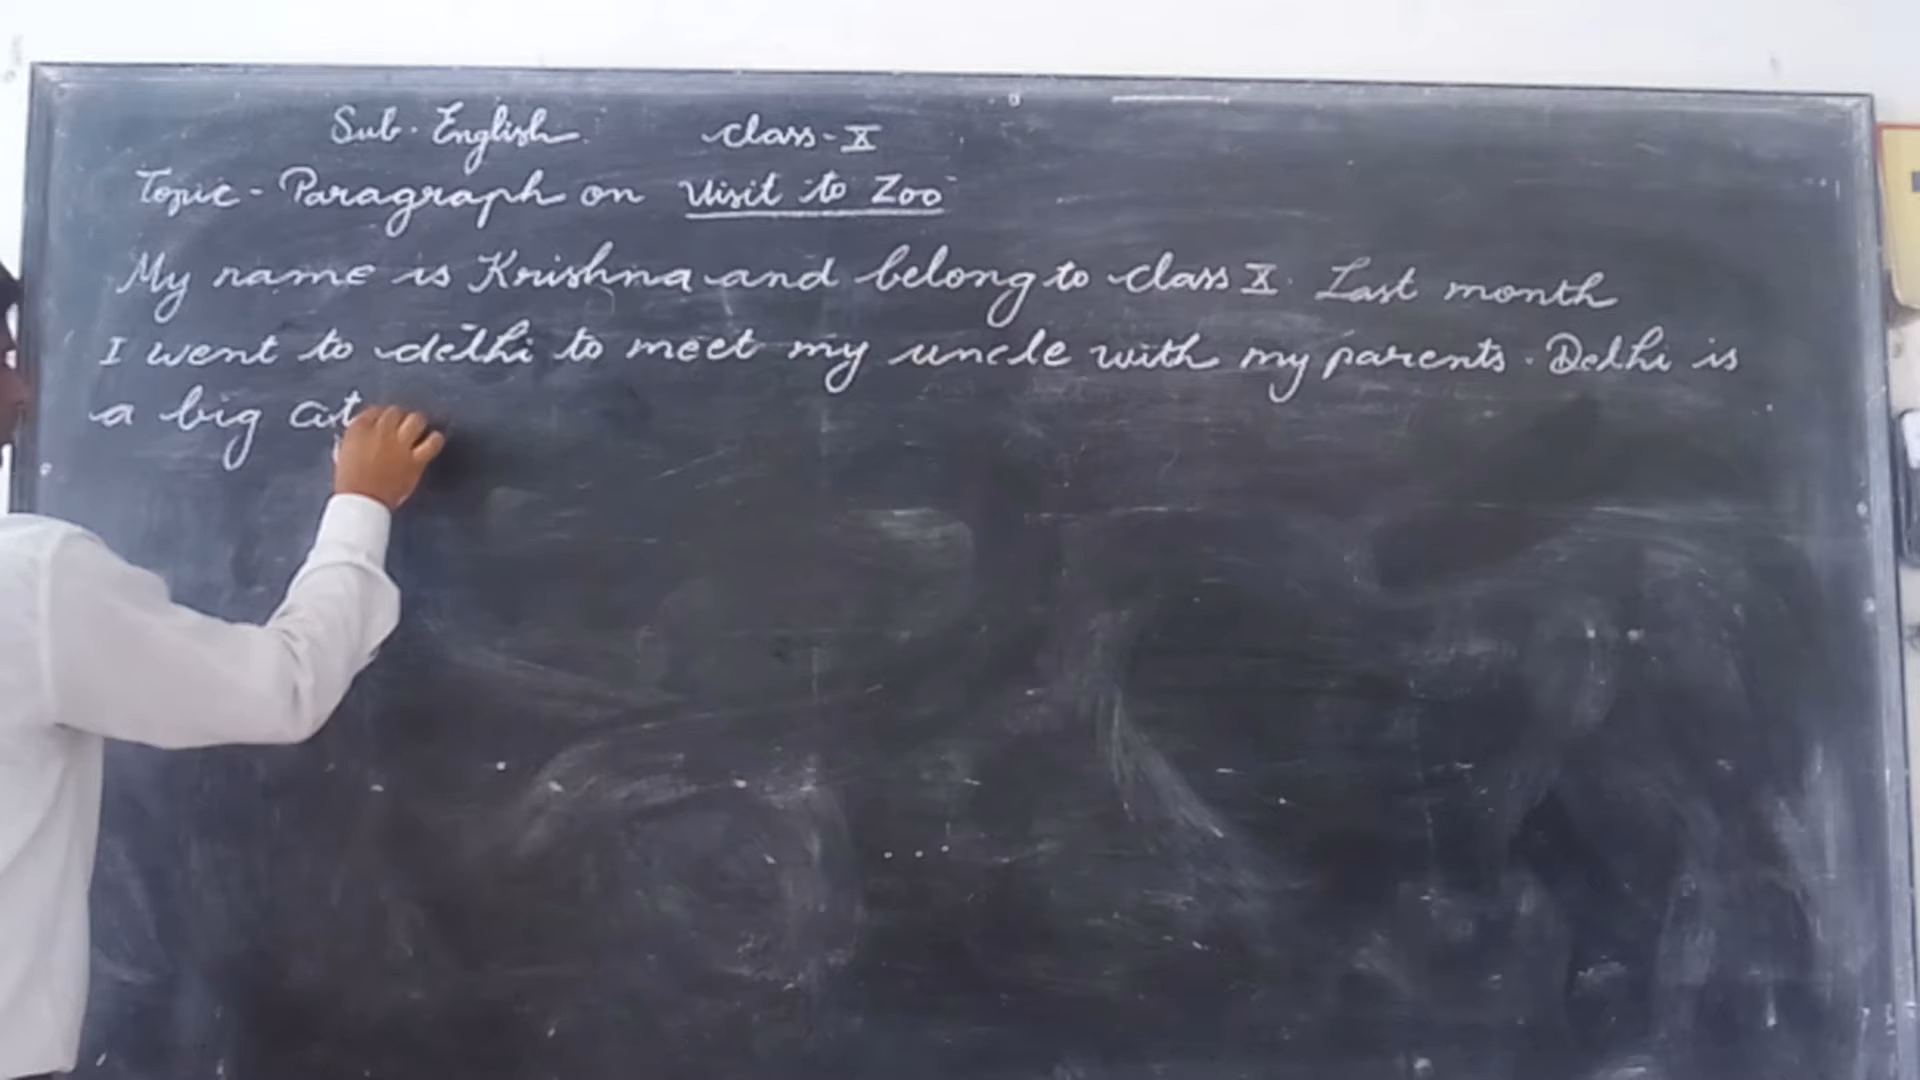 Sub. English. Class-X
Topic - Paragraph on Visit to Zoo
My name is Krishna and belong to class X. Last month
I went to delhi to meet my uncle with my parents. Delhi is
a big cit